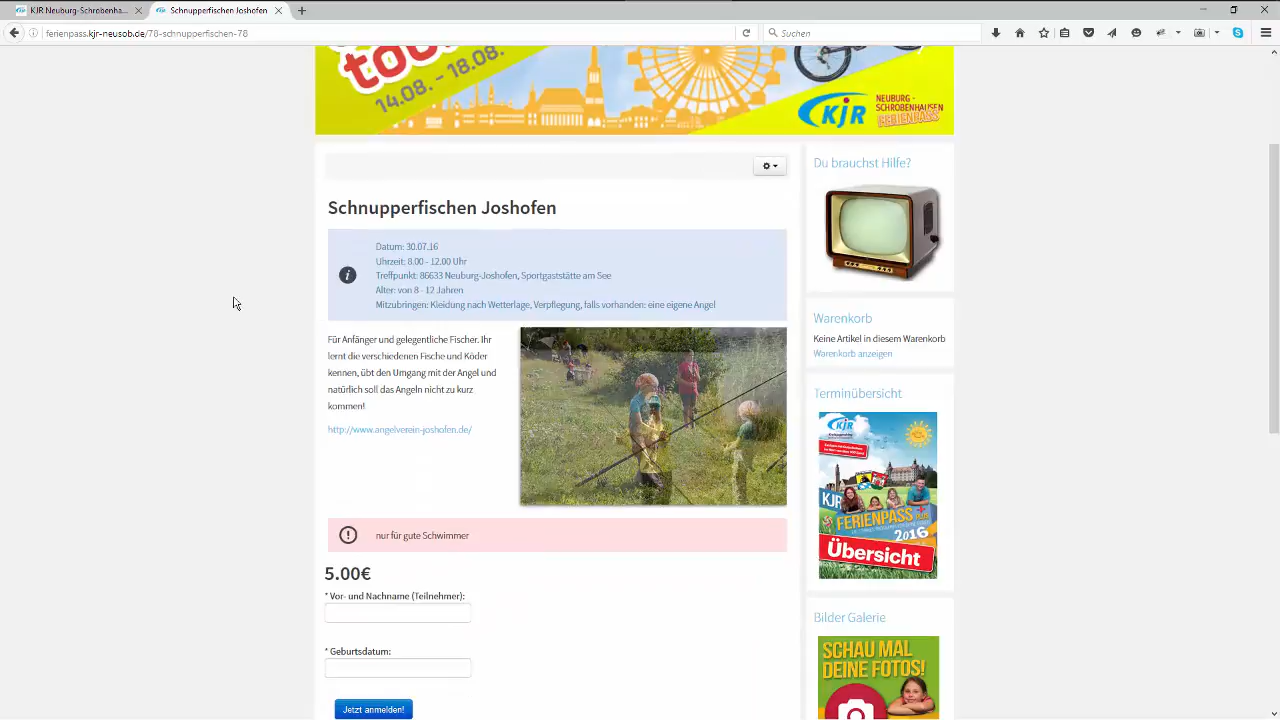 KJR Neuburg-Schrobenhaus...
Schnupperfischen Joshofen
ferienpass.kjr-neusob.de/78-schnupperfischen-78
Suchen
tour
14.08. - 18.08.
KJR
NEUBURG -
SCHROBENHAUSEN
FERIENPASS
Du brauchst Hilfe?
Schnupperfischen Joshofen
Datum: 30.07.16
Uhrzeit: 8.00 - 12.00 Uhr
Treffpunkt: 86633 Neuburg-Joshofen, Sportgaststätte am See
Alter: von 8 - 12 Jahren
Mitzubringen: Kleidung nach Wetterlage, Verpflegung, falls vorhanden: eine eigene Angel
Für Anfänger und gelegentliche Fischer. Ihr
lernt die verschiedenen Fische und Köder
kennen, übt den Umgang mit der Angel und
natürlich soll das Angeln nicht zu kurz
kommen!
http://www.angelverein-joshofen.de/
nur für gute Schwimmer
5.00€
* Vor- und Nachname (Teilnehmer):
* Geburtsdatum:
Jetzt anmelden!
Warenkorb
Keine Artikel in diesem Warenkorb
Warenkorb anzeigen
Terminübersicht
KJR
KJR
FERIENPASS
2016
Übersicht
Bilder Galerie
SCHAU MAL
DEINE FOTOS!